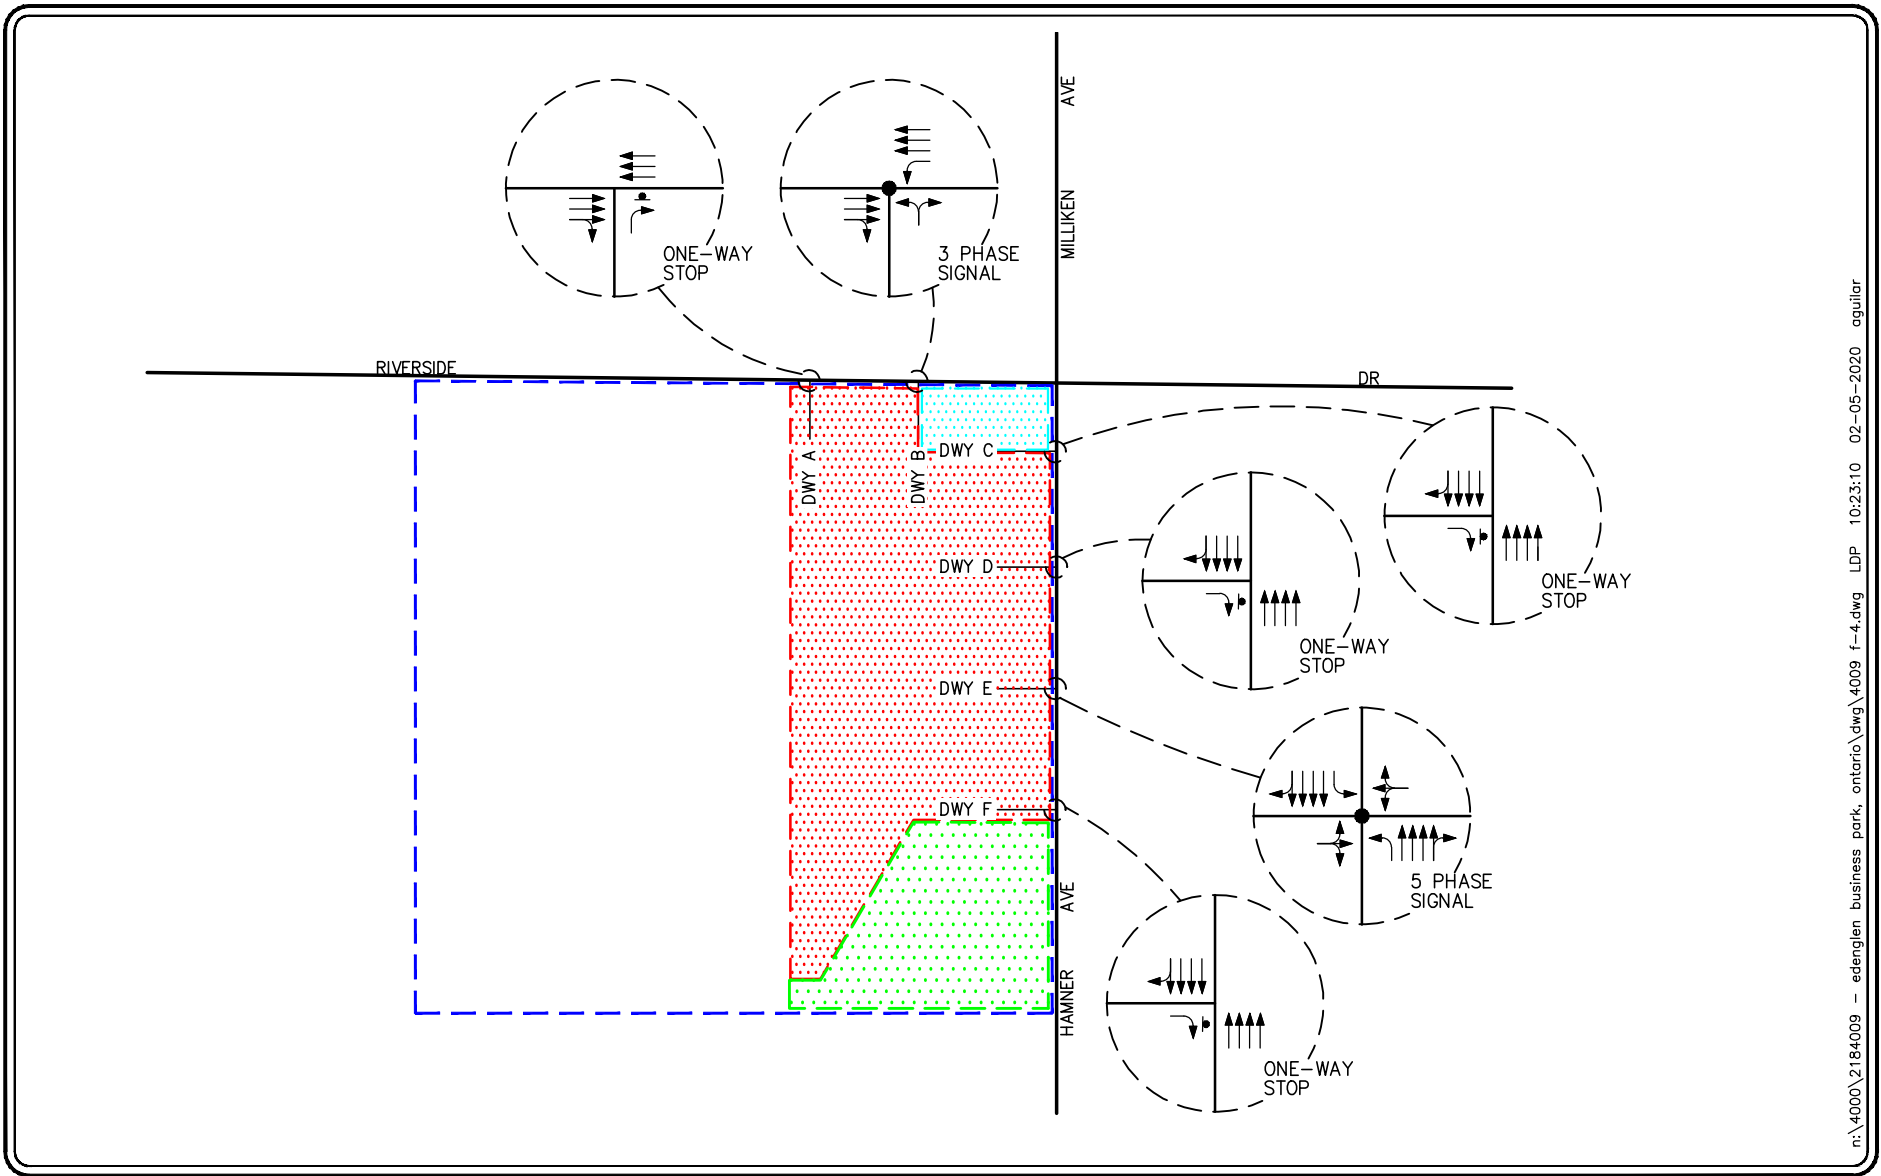 AVE
MILLIKEN
ONE-WAY
STOP
3 PHASE
SIGNAL
RIVERSIDE
DR
DWY A
DWY B
DWY C
DWY D
DWY E
DWY F
ONE-WAY
STOP
ONE-WAY
STOP
5 PHASE
SIGNAL
AVE
HAMNER
ONE-WAY
STOP
n:\4000\2184009 - edenglen business park, ontario\dwg\4009 f-4.dwg LDP 10:23:10 02-05-2020 aguilar